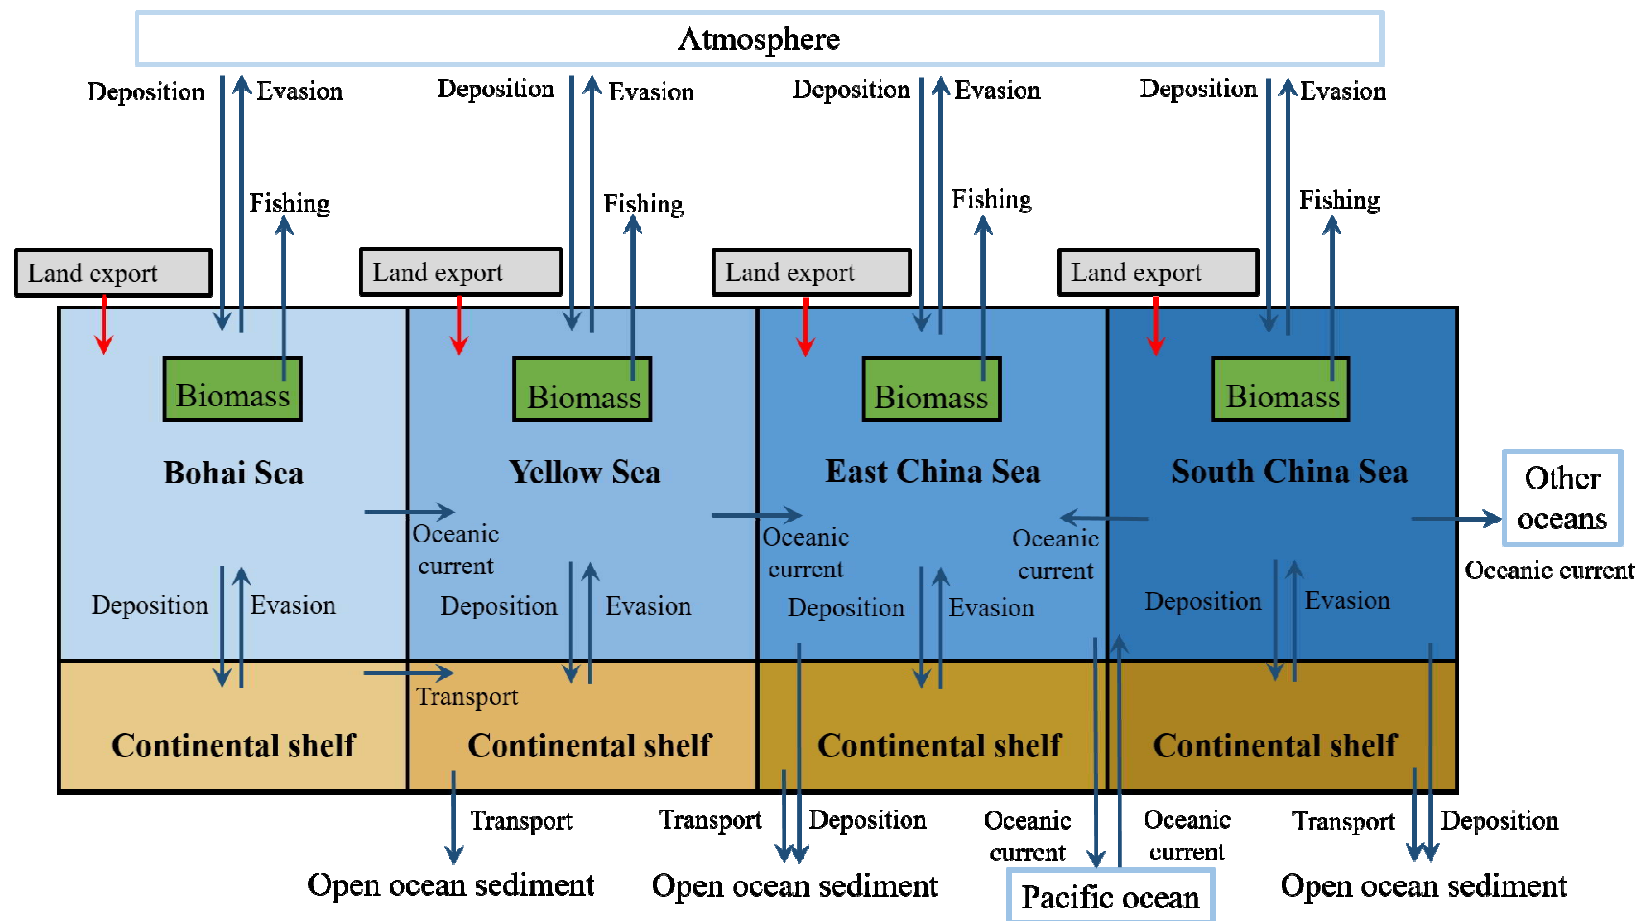 Atmosphere
Deposition
Evasion
Deposition
Evasion
Deposition
Evasion
Deposition
Evasion
Fishing
Fishing
Fishing
Fishing
Land export
Land export
Land export
Land export
Biomass
Biomass
Biomass
Biomass
Bohai Sea
Yellow Sea
East China Sea
South China Sea
Other
oceans
Oceanic
current
Oceanic
current
Oceanic
current
Oceanic current
Deposition
Evasion
Deposition
Evasion
Deposition
Evasion
Deposition
Evasion
Transport
Continental shelf
Continental shelf
Continental shelf
Continental shelf
Transport
Transport
Deposition
Oceanic
current
Oceanic
current
Transport
Deposition
Open ocean sediment
Open ocean sediment
Pacific ocean
Open ocean sediment